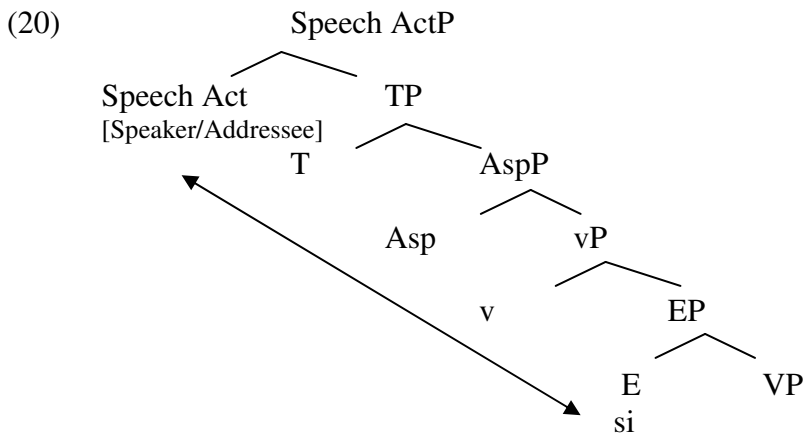 (20) Speech ActP
Speech Act TP
[Speaker/Addressee]
T AspP
Asp vP
v EP
E VP
si